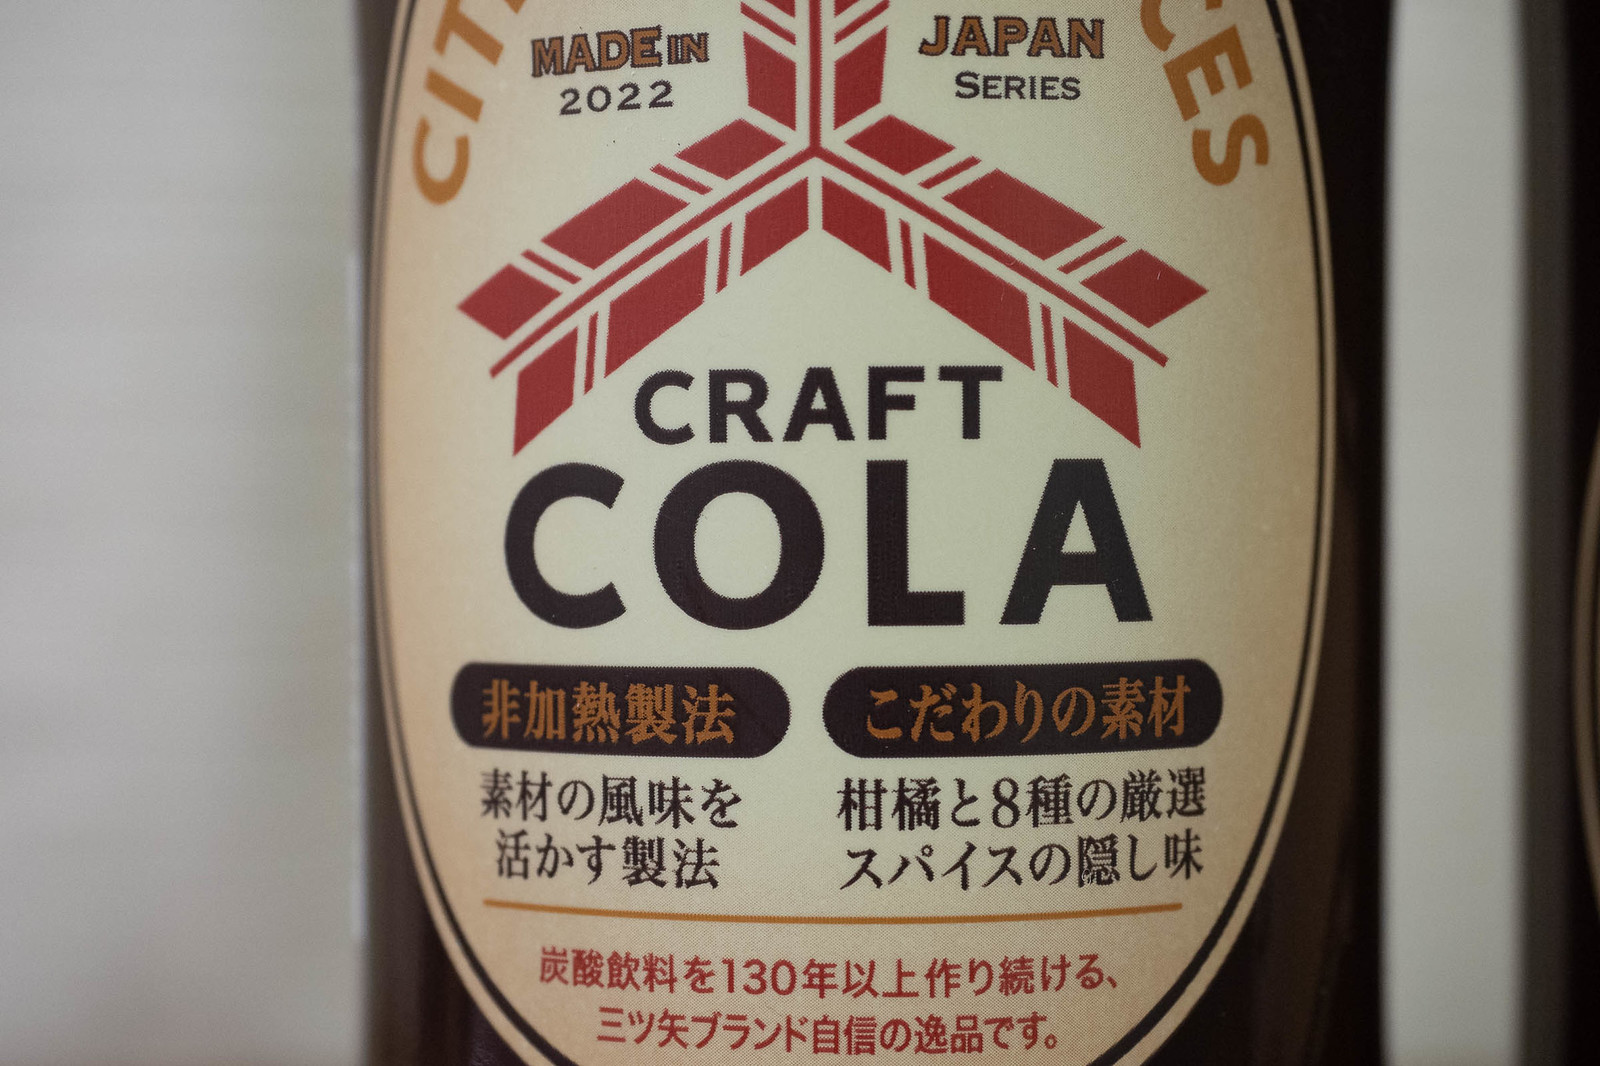 MADE IN
2022
JAPAN
SERIES
CRAFT
COLA
非加熱製法
素材の風味を
活かす製法
こだわりの素材
柑橘と8種の厳選
スパイスの隠し味
炭酸飲料を130年以上作り続ける、
三ツ矢ブランド自信の逸品です。